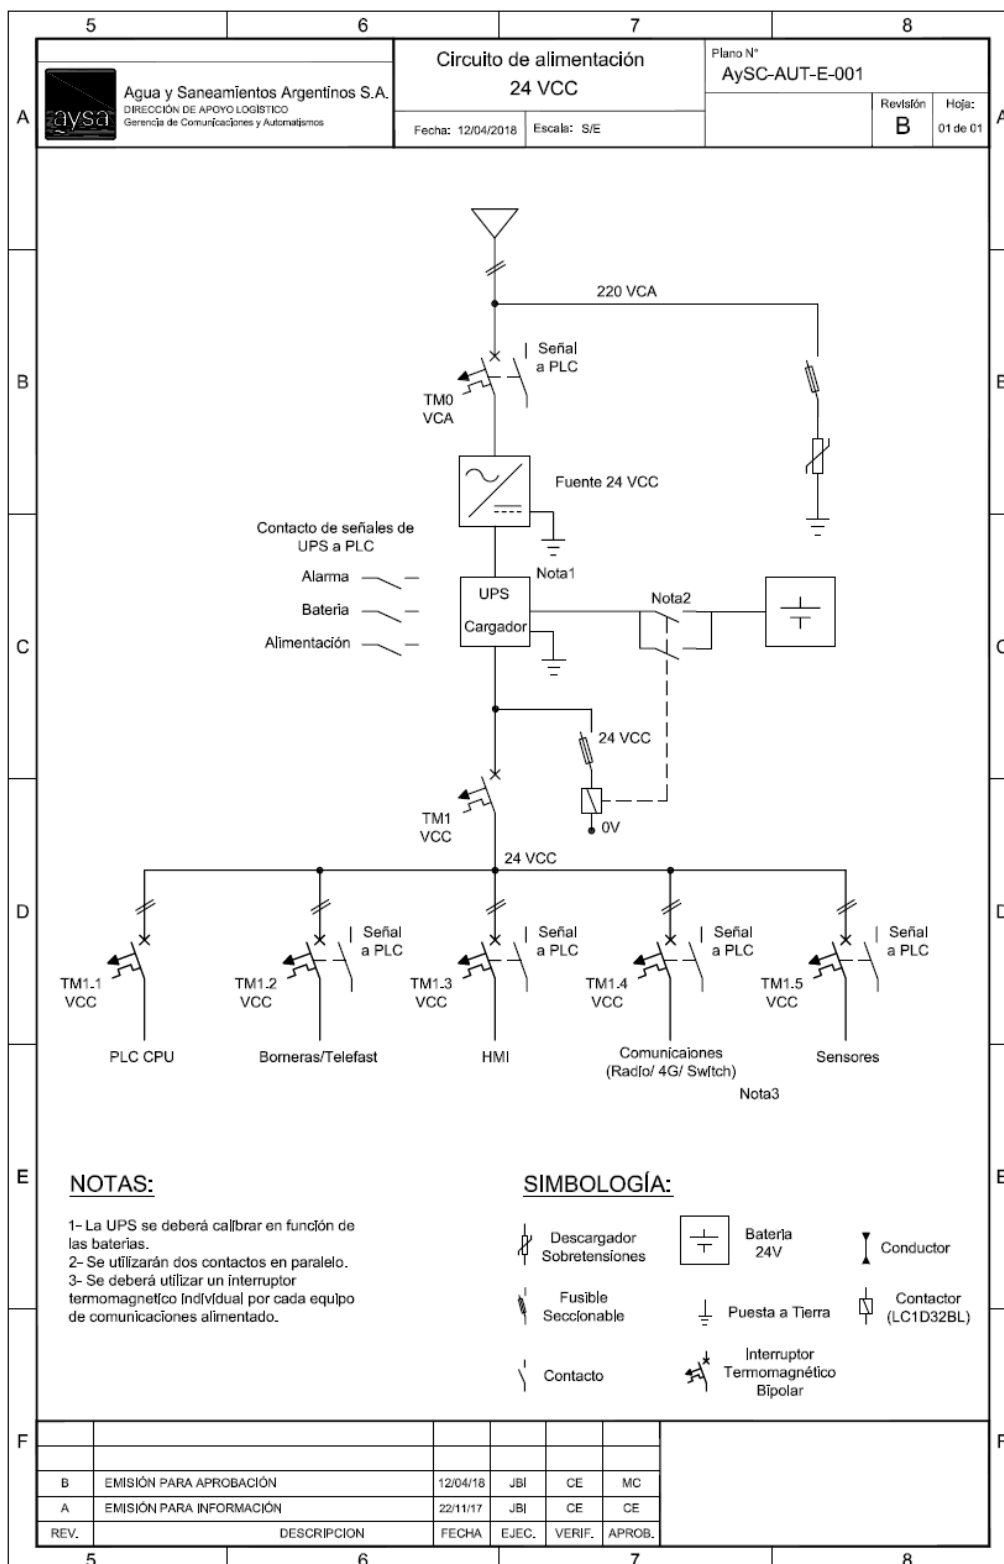 5 6 7 8
A
B
C
D
E
F
A
B
C
D
E
F
aysa
Agua y Saneamientos Argentinos S.A.
DIRECCIÓN DE APOYO LOGÍSTICO
Gerencia de Comunicaciones y Automatismos
Circuito de alimentación
24 VCC
Fecha: 12/04/2018 Escala: S/E
Plano N°
AySC-AUT-E-001
Revisión
B
Hoja:
01 de 01
220 VCA
Señal
a PLC
TM0
VCA
Fuente 24 VCC
Contacto de señales de
UPS a PLC
Alarma
Bateria
Alimentación
Nota1
UPS
Cargador
Nota2
24 VCC
TM1
VCC
0V
24 VCC
TM1.1
VCC
PLC CPU
Señal
a PLC
TM1.2
VCC
Borneras/Telefast
Señal
a PLC
TM1.3
VCC
HMI
Señal
a PLC
TM1.4
VCC
Comunicaiones
(Radio/ 4G/ Switch)
Señal
a PLC
TM1.5
VCC
Sensores
Nota3
NOTAS:
1- La UPS se deberá calibrar en función de
las baterias.
2- Se utilizarán dos contactos en paralelo.
3- Se deberá utilizar un interruptor
termomagnetico individual por cada equipo
de comunicaciones alimentado.
SIMBOLOGÍA:
Descargador
Sobretensiones
Bateria
24V
Conductor
Fusible
Seccionable
Puesta a Tierra
Contactor
(LC1D32BL)
Contacto
Interruptor
Termomagnético
Bipolar
B EMISIÓN PARA APROBACIÓN 12/04/18 JBI CE MC
A EMISIÓN PARA INFORMACIÓN 22/11/17 JBI CE CE
REV. DESCRIPCION FECHA EJEC. VERIF. APROB.
5 6 7 8